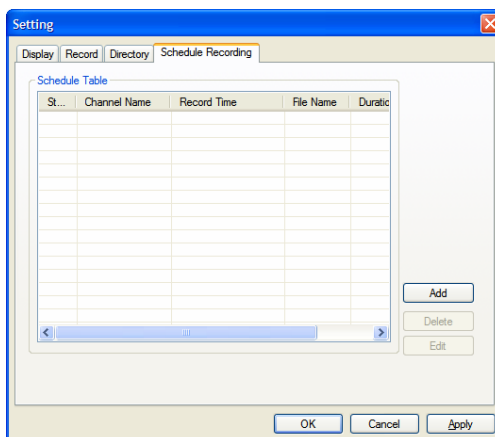 Setting
Display Record Directory Schedule Recording
Schedule Table
St... Channel Name Record Time File Name Duratio
Add
Delete
Edit
OK Cancel Apply